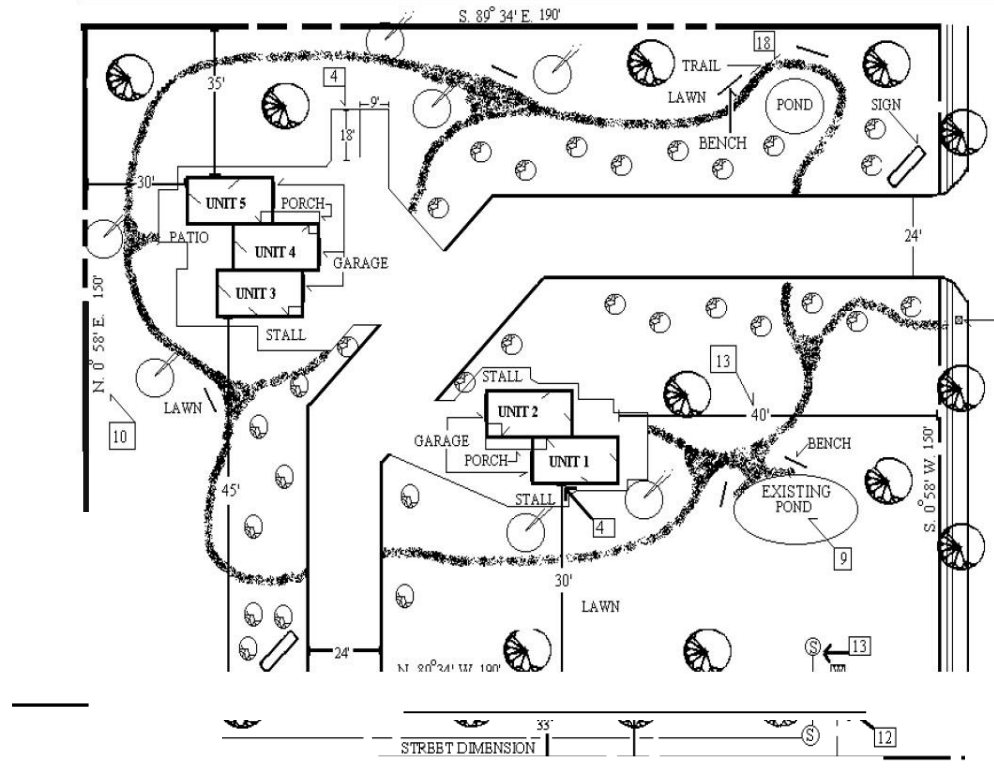 S. 89° 34' E. 190'
18
TRAIL
4
35'
9'
LAWN
POND
SIGN
18'
BENCH
30'
UNIT 5
PORCH
PATIO
24'
UNIT 4
GARAGE
UNIT 3
N. 0° 58' E. 150'
STALL
13
STALL
LAWN
UNIT 2
40'
10
GARAGE
BENCH
PORCH
UNIT 1
S. 0° 58' W. 150'
45'
STALL
EXISTING
POND
4
9
30'
LAWN
S
13
24'
N. 89° 34' W. 190'
33'
S
12
STREET DIMENSION